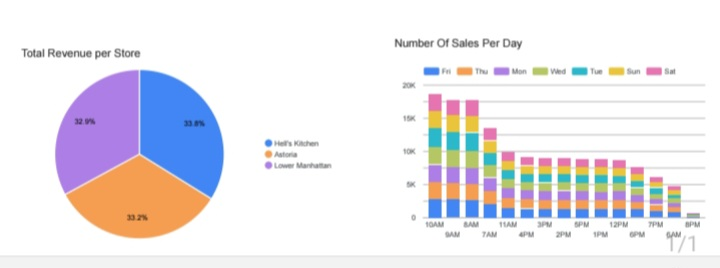 Total Revenue per Store
32.9%
33.8%
33.2%
Hell's Kitchen
Astoria
Lower Manhattan
Number Of Sales Per Day
Fri Thu Mon Wed Tue Sun Sat
20K
15K
10K
5K
0
10AM 8AM 11AM 3PM 5PM 12PM 7PM 8PM
9AM 7AM 4PM 2PM 1PM 6PM 6AM
1/1